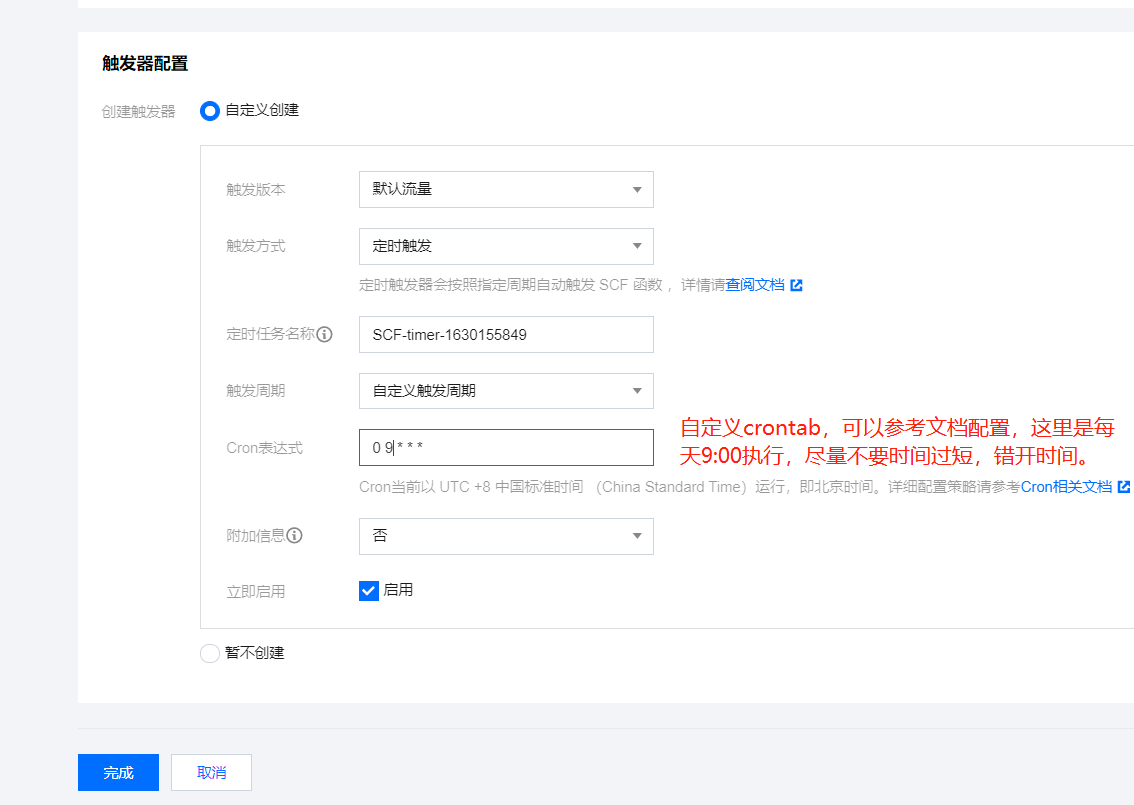 触发器配置
创建触发器 自定义创建
触发版本 默认流量
触发方式 定时触发
定时触发器会按照指定周期自动触发 SCF 函数 ，详情请查阅文档
定时任务名称 SCF-timer-1630155849
触发周期 自定义触发周期
Cron表达式 0 9 * * *
自定义crontab，可以参考文档配置，这里是每
天9:00执行，尽量不要时间过短，错开时间。
Cron当前以 UTC +8 中国标准时间 （China Standard Time）运行，即北京时间。详细配置策略请参考Cron相关文档
附加信息 否
立即启用 启用
暂不创建
完成 取消